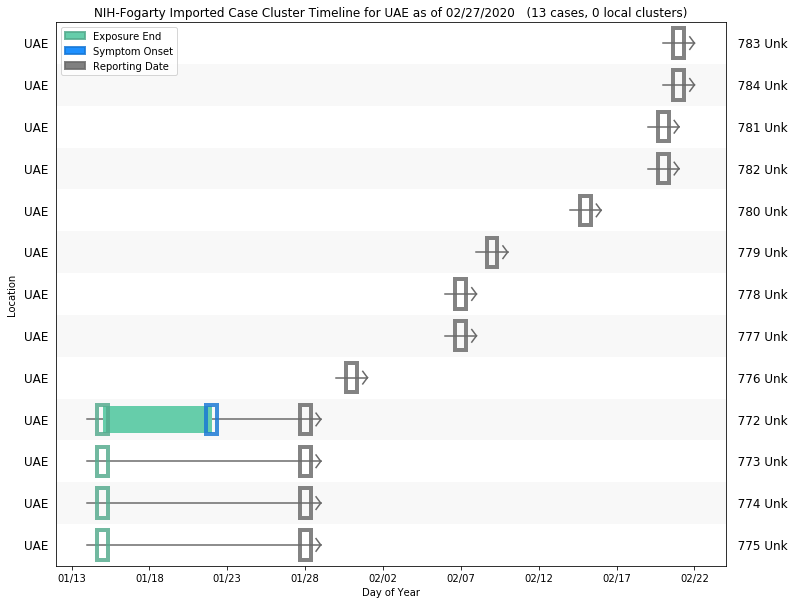 NIH-Fogarty Imported Case Cluster Timeline for UAE as of 02/27/2020   (13 cases, 0 local clusters)
Exposure End
Symptom Onset
Reporting Date
UAE 783 Unk
UAE 784 Unk
UAE 781 Unk
UAE 782 Unk
UAE 780 Unk
UAE 779 Unk
UAE 778 Unk
UAE 777 Unk
UAE 776 Unk
UAE 772 Unk
UAE 773 Unk
UAE 774 Unk
UAE 775 Unk
Location
01/13 01/18 01/23 01/28 02/02 02/07 02/12 02/17 02/22
Day of Year